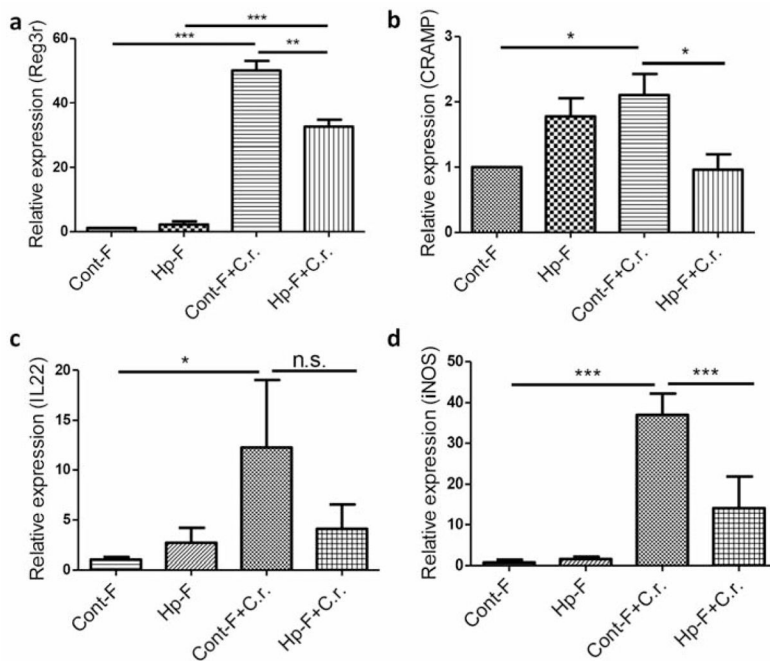 a
Relative expression (Reg3r)
60
40
20
0
***
***
**
Cont-F
Hp-F
Cont-F+C.r.
Hp-F+C.r.
b
Relative expression (CRAMP)
3
2
1
0
*
*
Cont-F
Hp-F
Cont-F+C.r.
Hp-F+C.r.
c
Relative expression (IL22)
20
15
10
5
0
*
n.s.
Cont-F
Hp-F
Cont-F+C.r.
Hp-F+C.r.
d
Relative expression (iNOS)
50
40
30
20
10
0
***
***
Cont-F
Hp-F
Cont-F+C.r.
Hp-F+C.r.